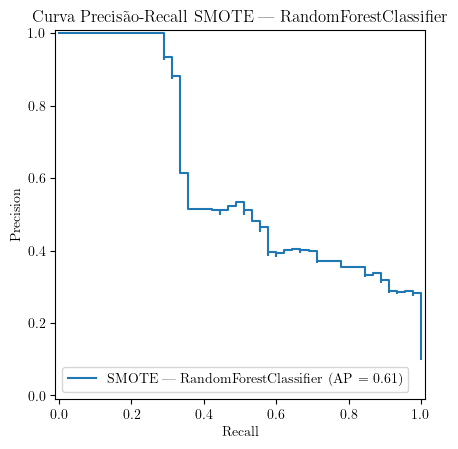 Curva Precisão-Recall SMOTE — RandomForestClassifier
1.0
0.8
0.6
0.4
0.2
0.0
Precision
SMOTE — RandomForestClassifier (AP = 0.61)
0.0 0.2 0.4 0.6 0.8 1.0
Recall